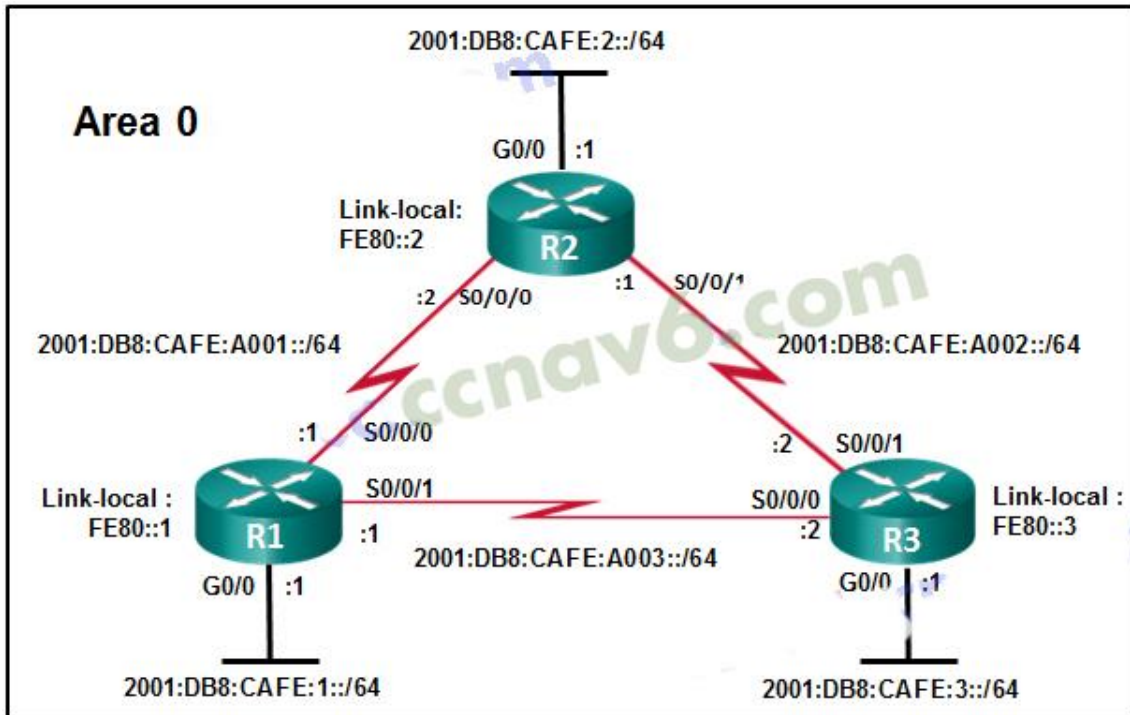 2001:DB8:CAFE:2::/64
Area 0
G0/0 :1
Link-local:
FE80::2
R2
:2 S0/0/0
:1 S0/0/1
2001:DB8:CAFE:A001::/64
2001:DB8:CAFE:A002::/64
ccnav6.com
:1 S0/0/0
:2 S0/0/1
Link-local :
FE80::1
R1
S0/0/1
:1
S0/0/0
:2
R3
Link-local :
FE80::3
2001:DB8:CAFE:A003::/64
G0/0 :1
G0/0 :1
2001:DB8:CAFE:1::/64
2001:DB8:CAFE:3::/64